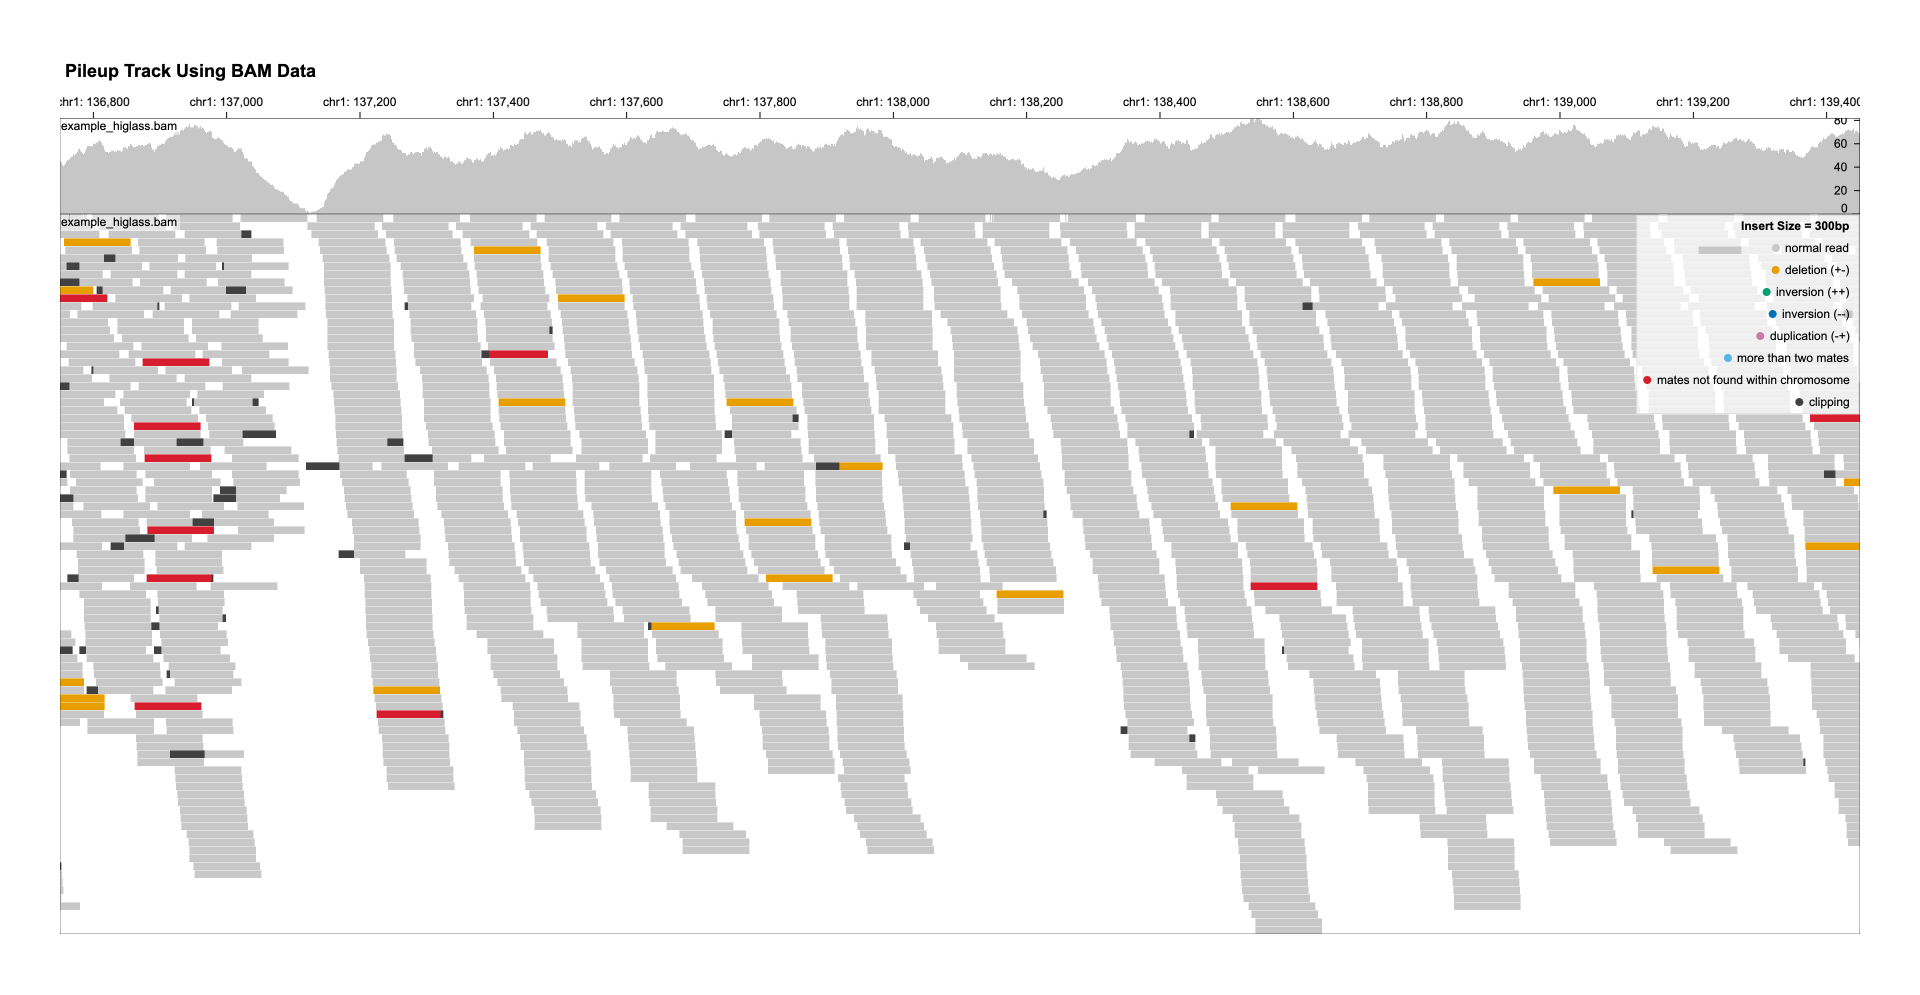 Pileup Track Using BAM Data
chr1: 136,800 chr1: 137,000 chr1: 137,200 chr1: 137,400 chr1: 137,600 chr1: 137,800 chr1: 138,000 chr1: 138,200 chr1: 138,400 chr1: 138,600 chr1: 138,800 chr1: 139,000 chr1: 139,200 chr1: 139,400
example_higlass.bam
80
60
40
20
0
example_higlass.bam
Insert Size = 300bp
normal read
deletion (+-)
inversion (++)
inversion (--)
duplication (-+)
more than two mates
mates not found within chromosome
clipping